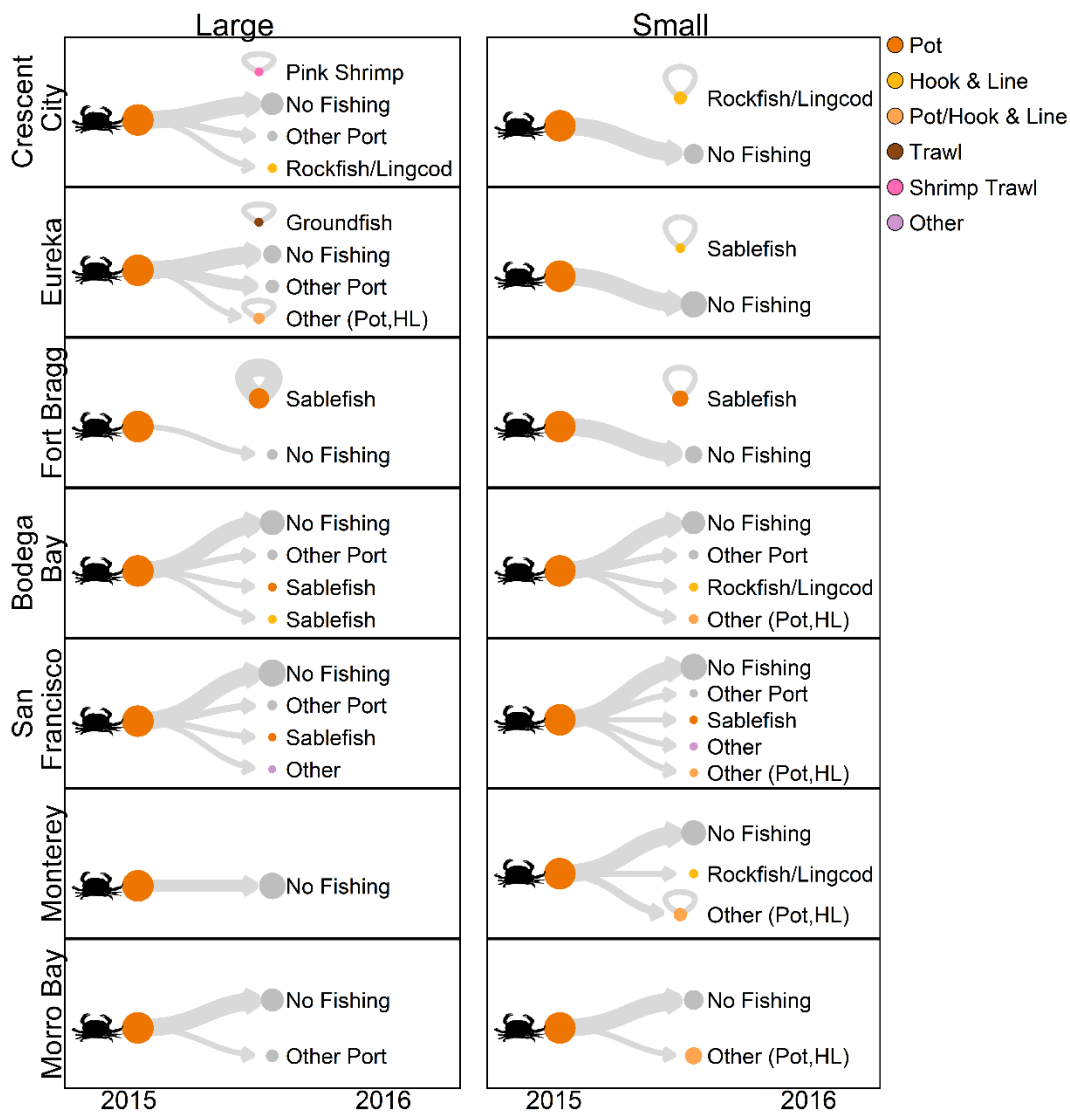 Large
Small
Pot
Hook & Line
Pot/Hook & Line
Trawl
Shrimp Trawl
Other
Crescent
City
Pink Shrimp
No Fishing
Other Port
Rockfish/Lingcod
Rockfish/Lingcod
No Fishing
Eureka
Groundfish
No Fishing
Other Port
Other (Pot,HL)
Sablefish
No Fishing
Fort Bragg
Sablefish
No Fishing
Sablefish
No Fishing
Bodega
Bay
No Fishing
Other Port
Sablefish
Sablefish
No Fishing
Other Port
Rockfish/Lingcod
Other (Pot,HL)
San
Francisco
No Fishing
Other Port
Sablefish
Other
No Fishing
Other Port
Sablefish
Other
Other (Pot,HL)
Monterey
No Fishing
No Fishing
Rockfish/Lingcod
Other (Pot,HL)
Morro Bay
No Fishing
Other Port
No Fishing
Other (Pot,HL)
2015
2016
2015
2016